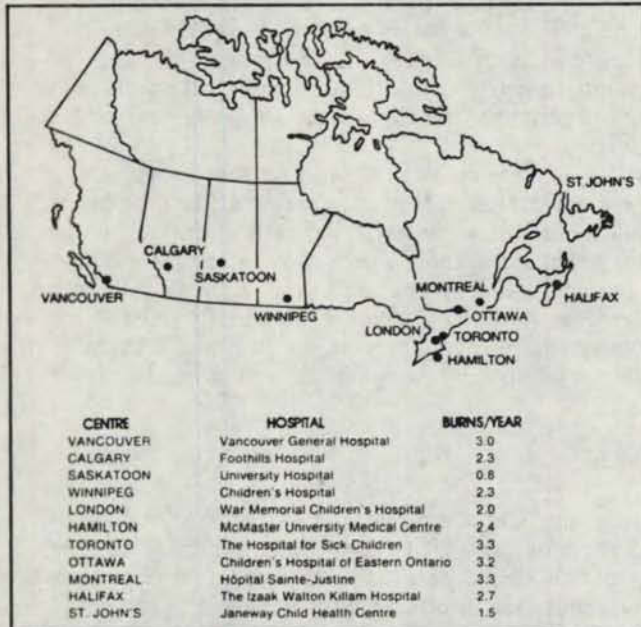 ST. JOHN'S
CALGARY
SASKATOON
VANCOUVER
WINNIPEG
MONTREAL
HALIFAX
OTTAWA
LONDON
TORONTO
HAMILTON
CENTRE HOSPITAL BURNS/YEAR
VANCOUVER Vancouver General Hospital 3.0
CALGARY Foothills Hospital 2.3
SASKATOON University Hospital 0.8
WINNIPEG Children's Hospital 2.3
LONDON War Memorial Children's Hospital 2.0
HAMILTON McMaster University Medical Centre 2.4
TORONTO The Hospital for Sick Children 3.3
OTTAWA Children's Hospital of Eastern Ontario 3.2
MONTREAL Hôpital Sainte-Justine 3.3
HALIFAX The Izaak Walton Killam Hospital 2.7
ST. JOHN'S Janeway Child Health Centre 1.5